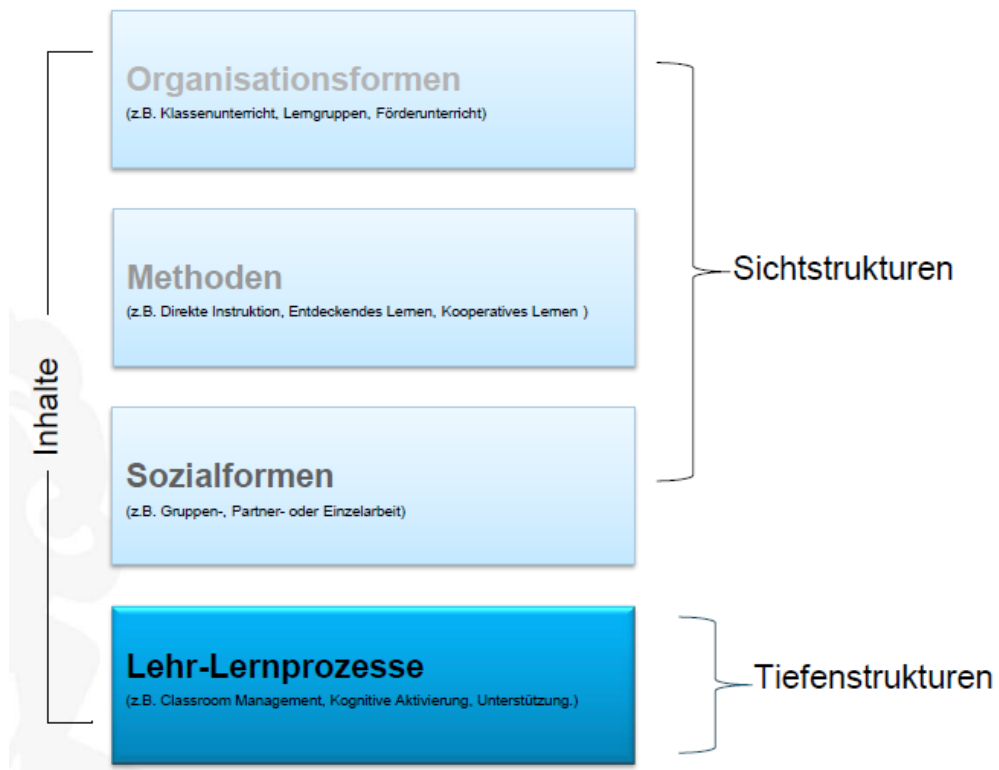 Organisationsformen
(z.B. Klassenunterricht, Lerngruppen, Förderunterricht)
Methoden
(z.B. Direkte Instruktion, Entdeckendes Lernen, Kooperatives Lernen )
Sichtstrukturen
Inhalte
Sozialformen
(z.B. Gruppen-, Partner- oder Einzelarbeit)
Lehr-Lernprozesse
(z.B. Classroom Management, Kognitive Aktivierung, Unterstützung.)
Tiefenstrukturen